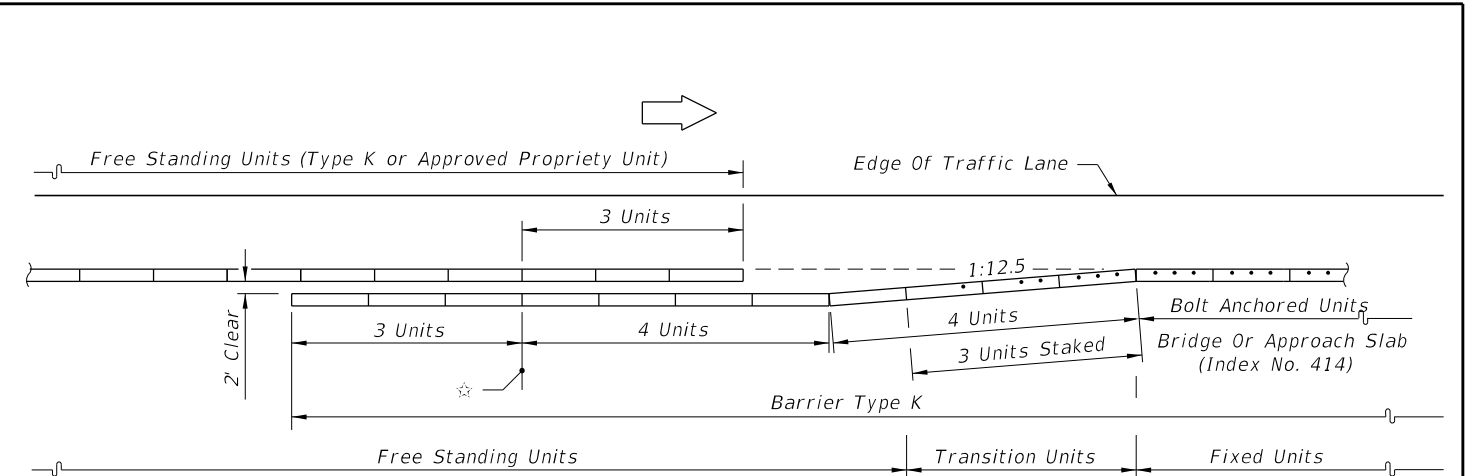 Free Standing Units (Type K or Approved Propriety Unit)
Edge Of Traffic Lane
3 Units
1:12.5
2' Clear
3 Units
4 Units
4 Units
3 Units Staked
Bolt Anchored Units
Bridge Or Approach Slab
(Index No. 414)
Barrier Type K
Free Standing Units
Transition Units
Fixed Units